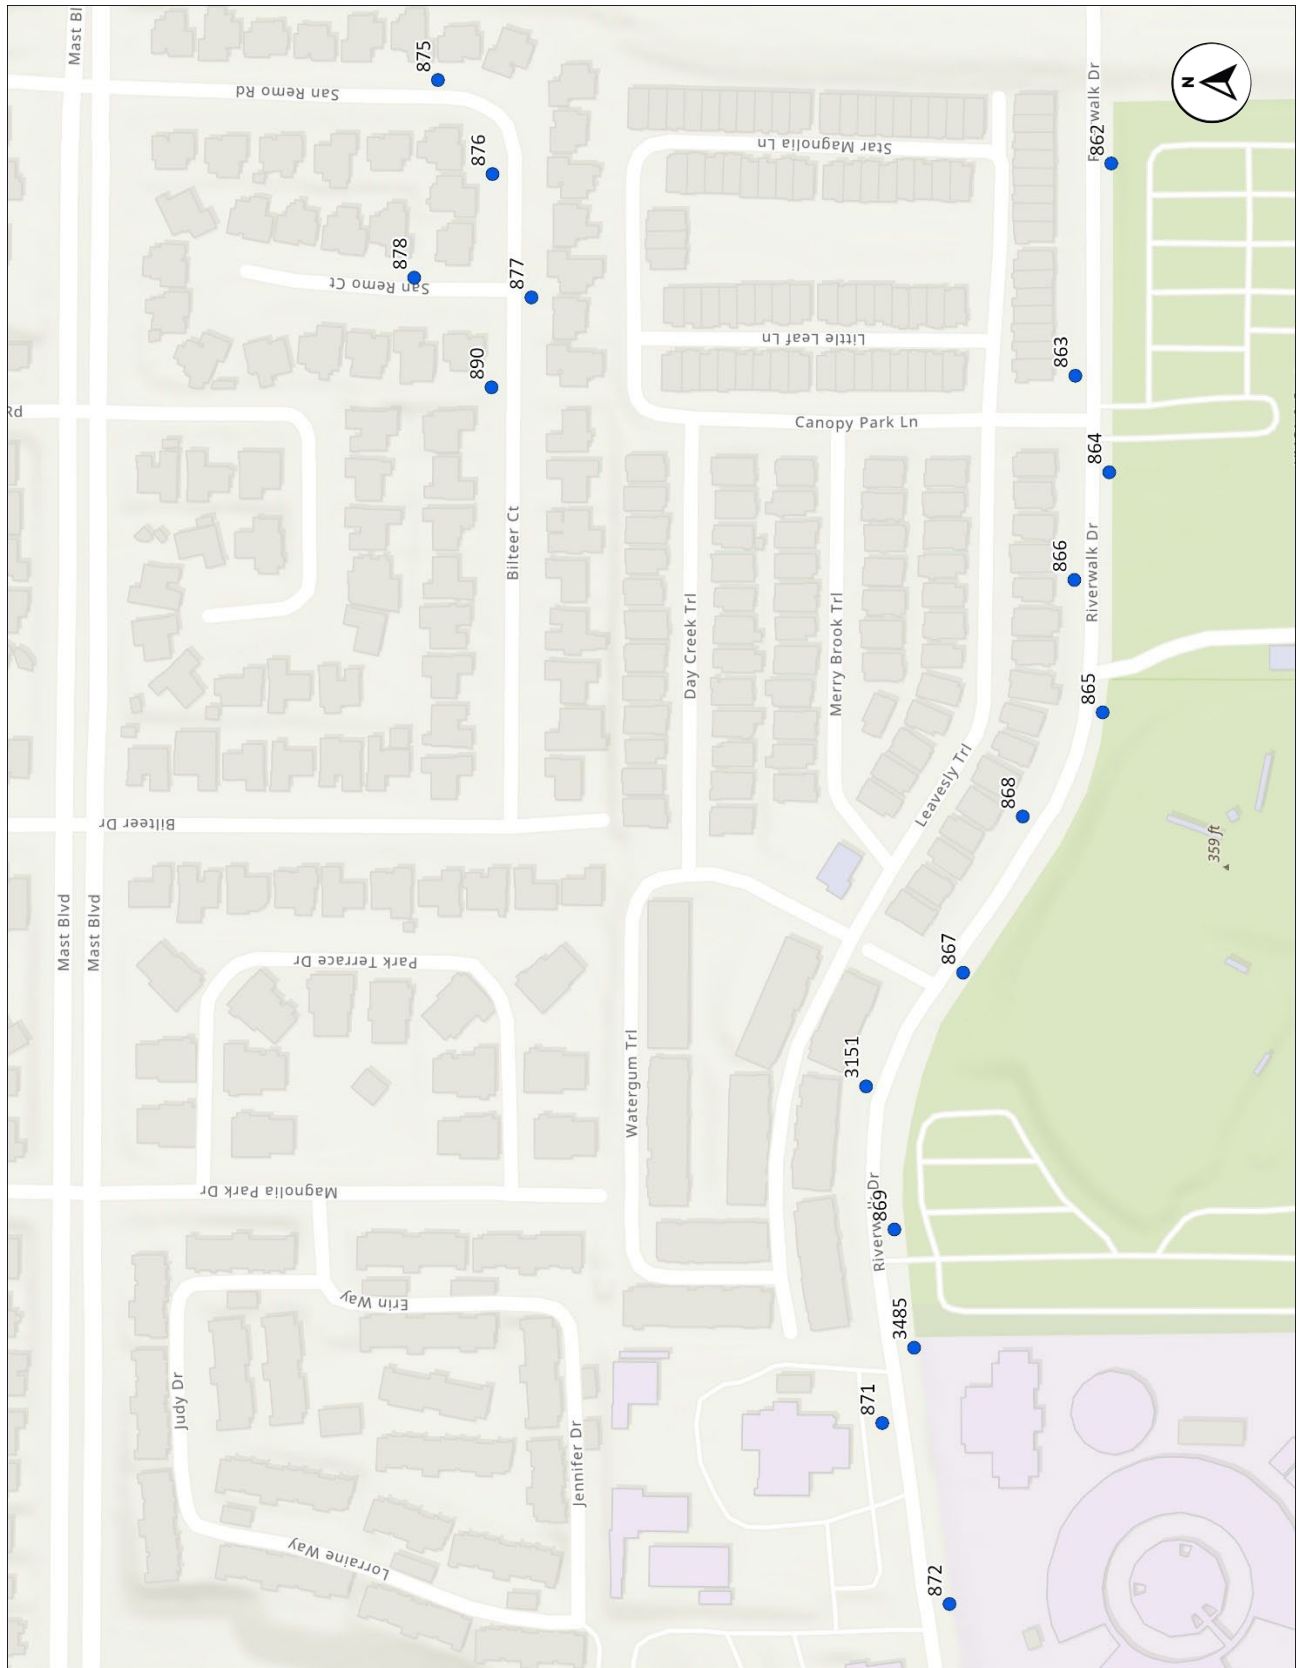 Mast Bl
875
San Remo Rd
876
878
San Remo Ct
877
890
Rd
Bilteer Ct
Bilteer Dr
Mast Blvd
Mast Blvd
Park Terrace Dr
Magnolia Park Dr
Erin Way
Judy Dr
Jennifer Dr
Lorraine Way
N
walk Dr
862
Star Magnolia Ln
Little Leaf Ln
863
Canopy Park Ln
864
866
Riverwalk Dr
Day Creek Trl
Merry Brook Trl
865
Leavesly Trl
868
359 ft
867
3151
Watergum Trl
Riverwalk Dr
869
3485
871
872